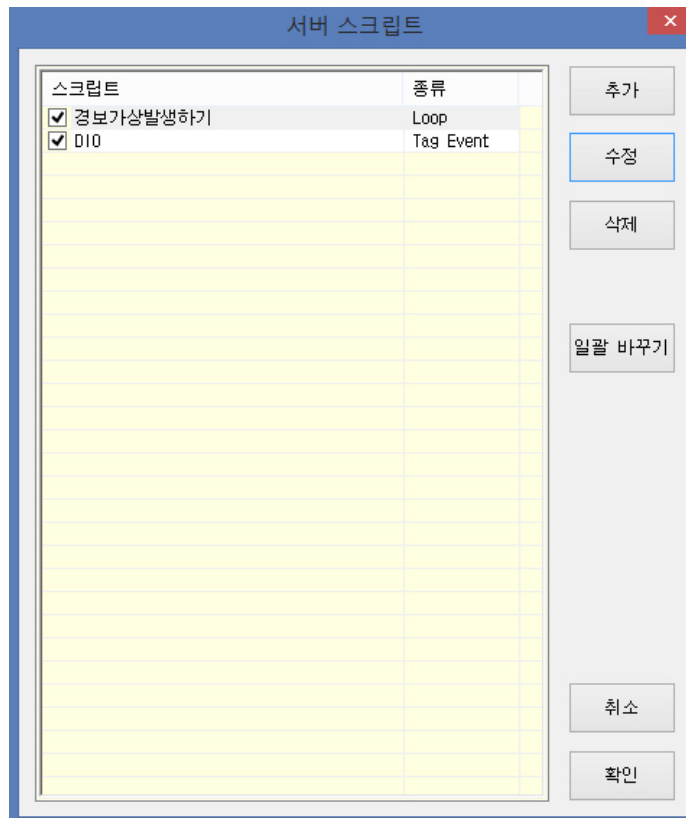 서버 스크립트
스크립트 종류
경보가상발생하기 Loop
DIO Tag Event
추가
수정
삭제
일괄 바꾸기
취소
확인